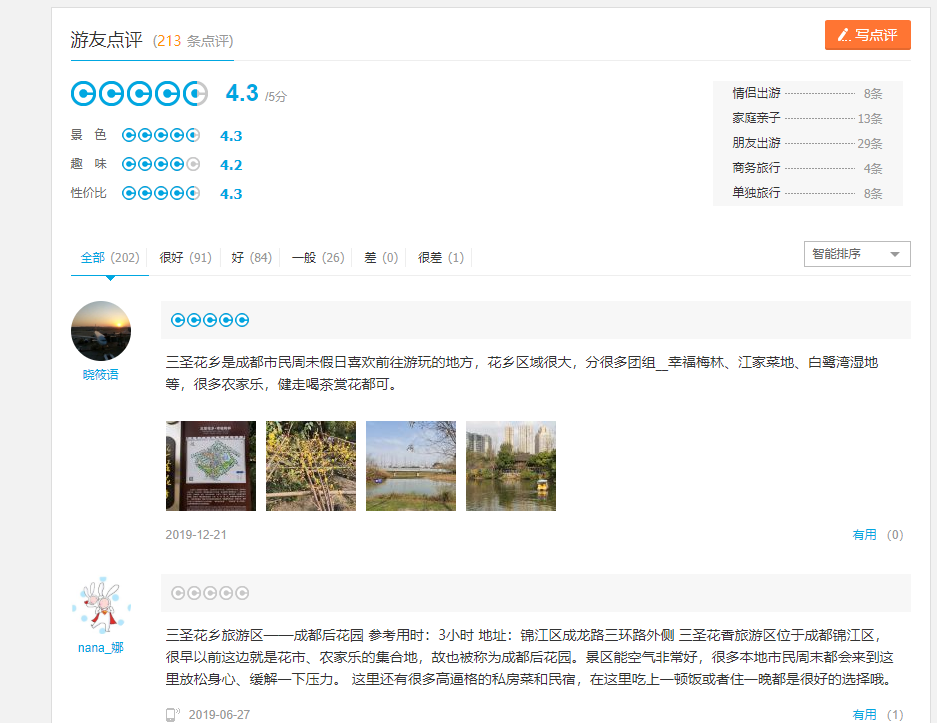 游友点评 (213 条点评)
写点评
4.3 /5分
景 色 4.3
趣 味 4.2
性价比 4.3
情侣出游 8条
家庭亲子 13条
朋友出游 29条
商务旅行 4条
单独旅行 8条
全部 (202) 很好 (91) 好 (84) 一般 (26) 差 (0) 很差 (1)
智能排序
晓筱语
三圣花乡是成都市民周末假日喜欢前往游玩的地方，花乡区域很大，分很多团组__幸福梅林、江家菜地、白鹭湾湿地
等，很多农家乐，健走喝茶赏花都可。
2019-12-21
有用 (0)
nana_娜
三圣花乡旅游区——成都后花园 参考用时：3小时 地址：锦江区成龙路三环路外侧 三圣花香旅游区位于成都锦江区，
很早以前这边就是花市、农家乐的集合地，故也被称为成都后花园。景区能空气非常好，很多本地市民周末都会来到这
里放松身心、缓解一下压力。 这里还有很多高逼格的私房菜和民宿，在这里吃上一顿饭或者住一晚都是很好的选择哦。
2019-06-27
有用 (1)